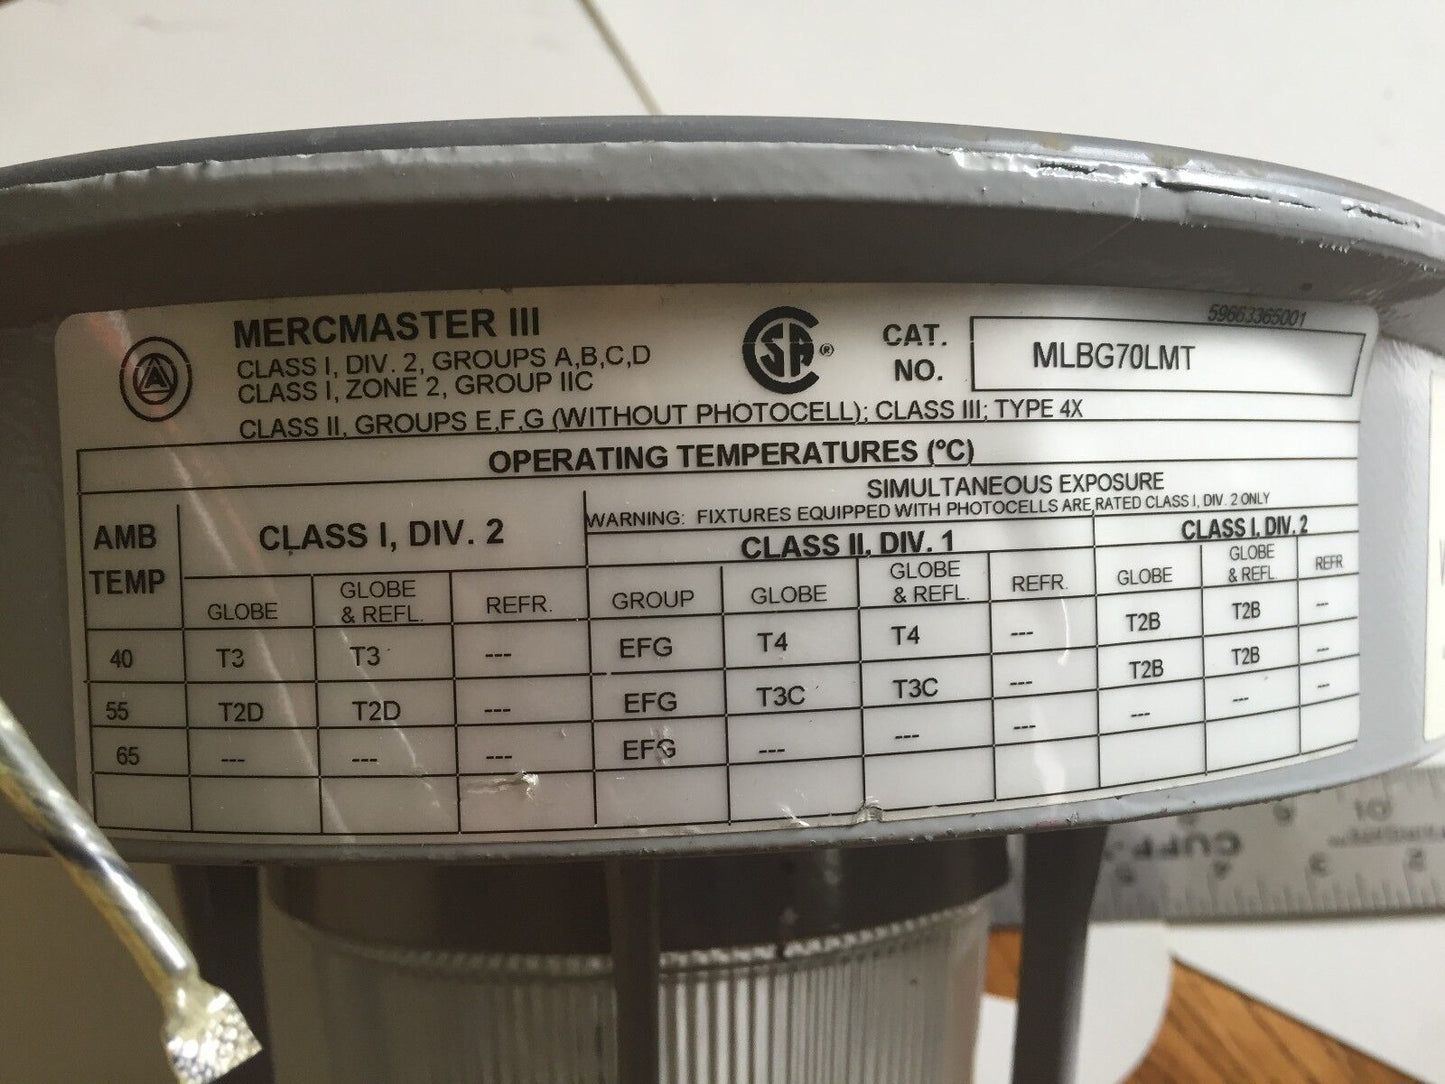 59663365001
MERCMASTER III
CLASS I, DIV. 2, GROUPS A,B,C,D
CLASS I, ZONE 2, GROUP IIC
CLASS II, GROUPS E,F,G (WITHOUT PHOTOCELL); CLASS III; TYPE 4X
SA ®
CAT. NO. MLBG70LMT
OPERATING TEMPERATURES (°C)
SIMULTANEOUS EXPOSURE
WARNING: FIXTURES EQUIPPED WITH PHOTOCELLS ARE RATED CLASS I, DIV. 2 ONLY
AMB TEMP CLASS I, DIV. 2 CLASS II, DIV. 1 CLASS I, DIV. 2
GLOBE GLOBE & REFL. REFR. GROUP GLOBE GLOBE & REFL. REFR. GLOBE GLOBE & REFL. REFR.
40 T3 T3 --- EFG T4 T4 --- T2B T2B ---
55 T2D T2D --- EFG T3C T3C --- T2B T2B ---
65 --- --- --- EFG --- --- --- --- --- ---